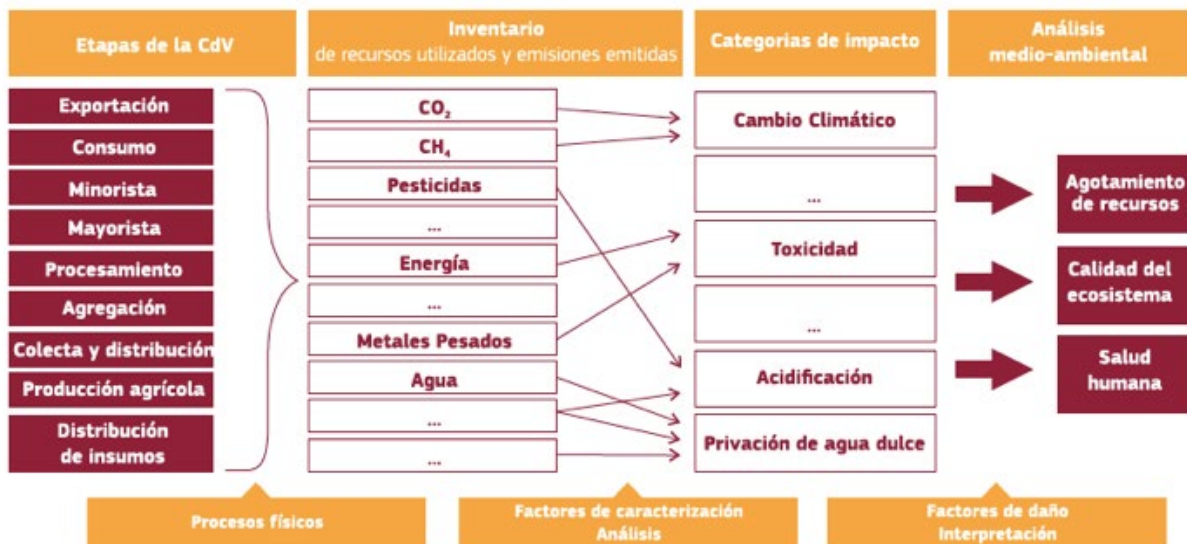 Etapas de la CdV
Inventario
de recursos utilizados y emisiones emitidas
Categorias de impacto
Análisis
medio-ambiental
Exportación
Consumo
Minorista
Mayorista
Procesamiento
Agregación
Colecta y distribución
Producción agrícola
Distribución
de insumos
CO₂
CH₄
Pesticidas
...
Energía
...
Metales Pesados
Agua
...
...
Cambio Climático
...
Toxicidad
...
Acidificación
Privación de agua dulce
Agotamiento
de recursos
Calidad del
ecosistema
Salud
humana
Procesos físicos
Factores de caracterización
Análisis
Factores de daño
Interpretación